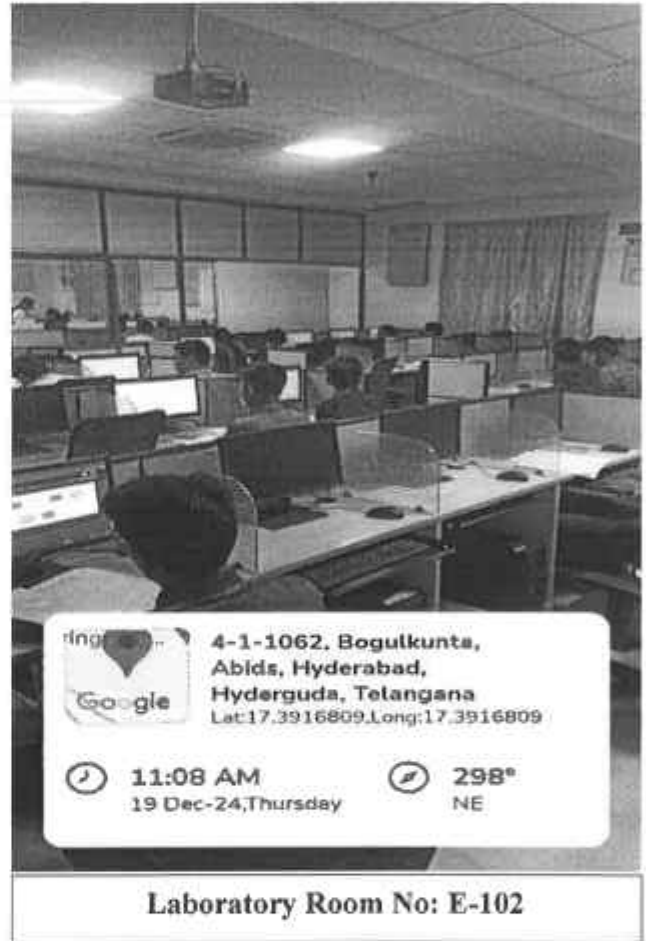 ring
Google
4-1-1062, Bogulkunta,
Abids, Hyderabad,
Hyderguda, Telangana
Lat:17.3916809,Long:17.3916809
11:08 AM
19 Dec-24,Thursday
298°
NE
Laboratory Room No: E-102